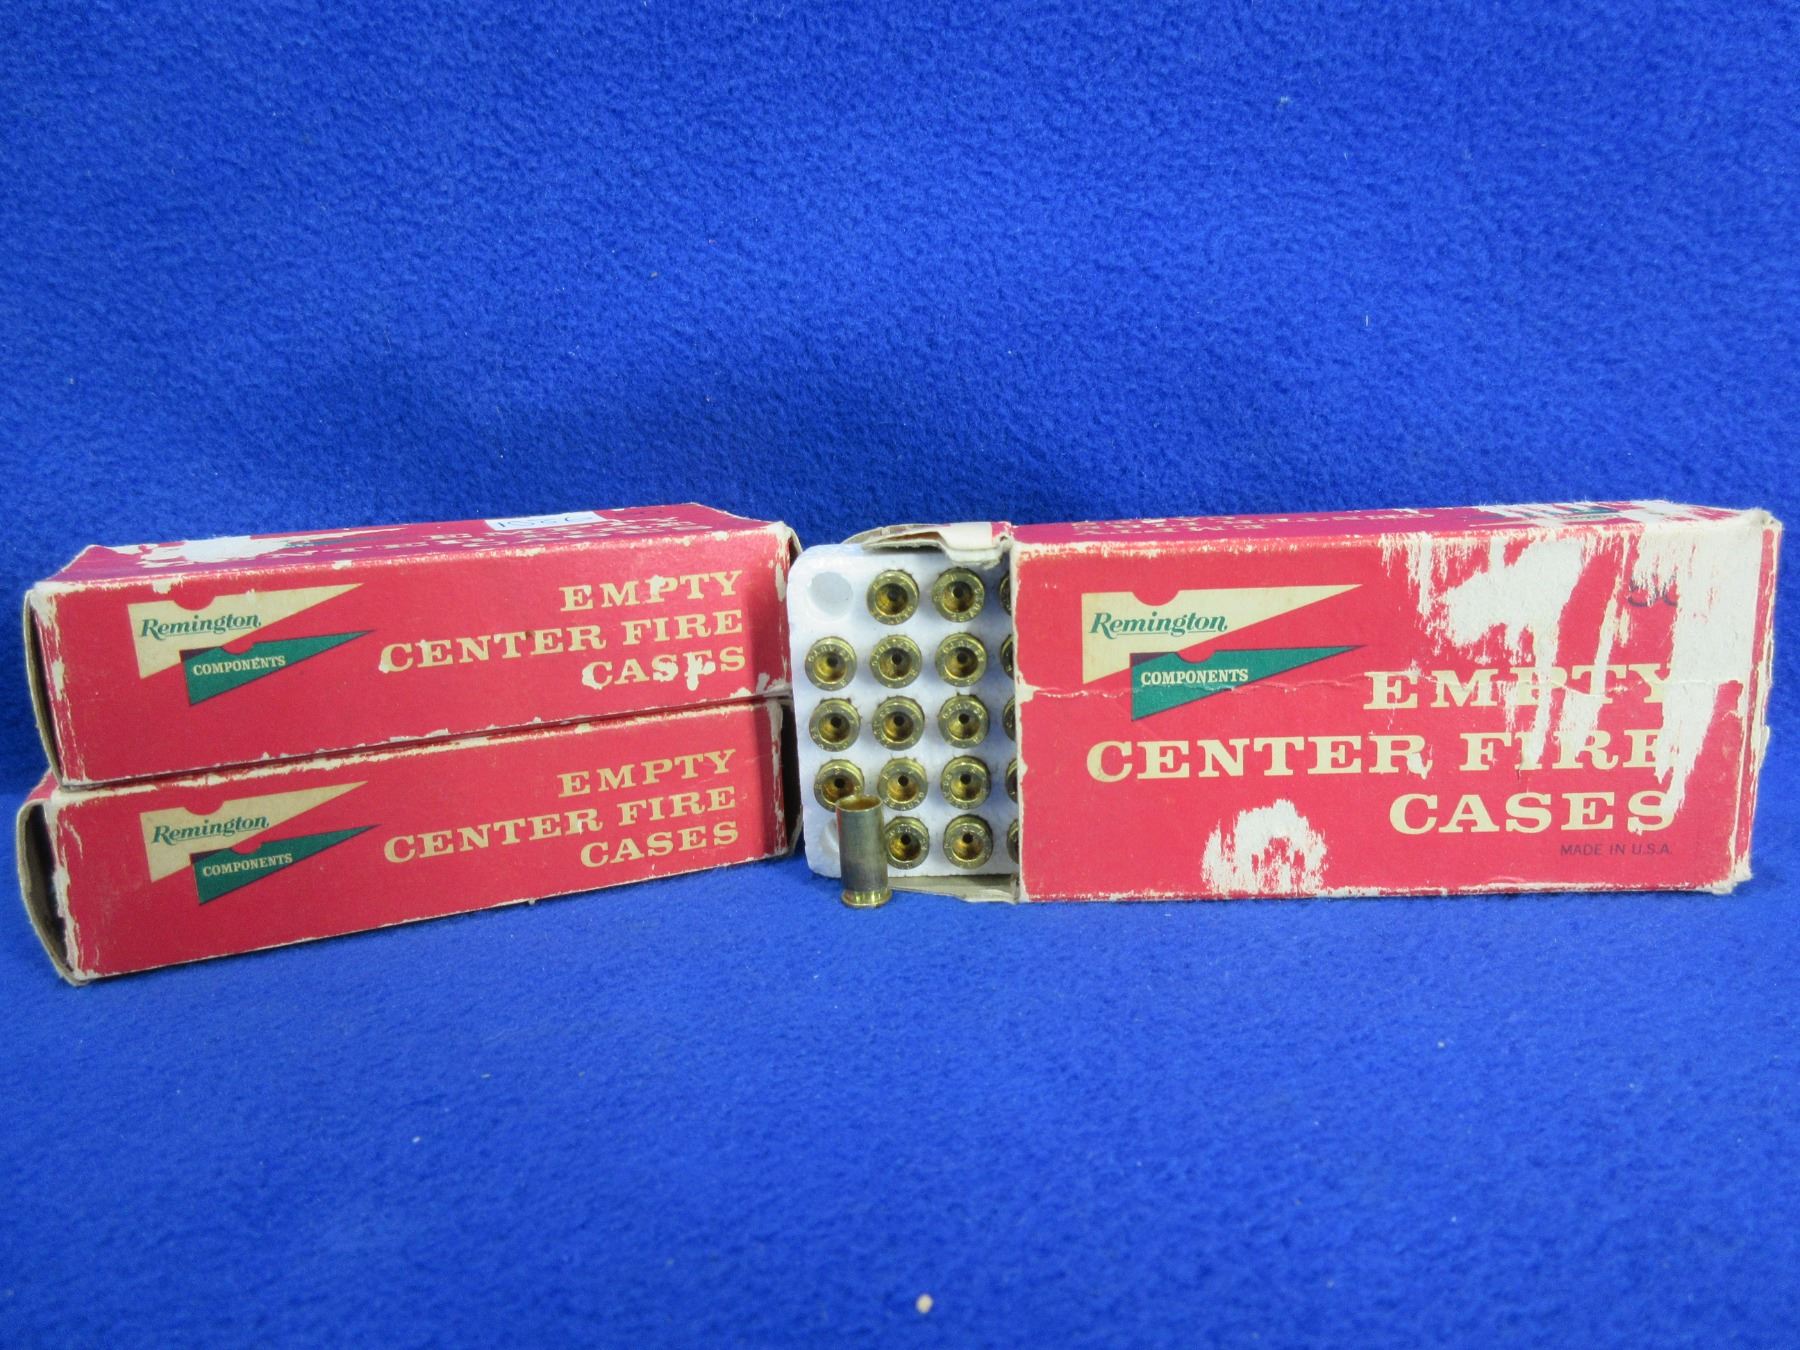 Remington
COMPONENTS
EMPTY
CENTER FIRE
CASES
Remington
COMPONENTS
EMPTY
CENTER FIRE
CASES
Remington
COMPONENTS
EMPTY
CENTER FIRE
CASES
MADE IN U.S.A.